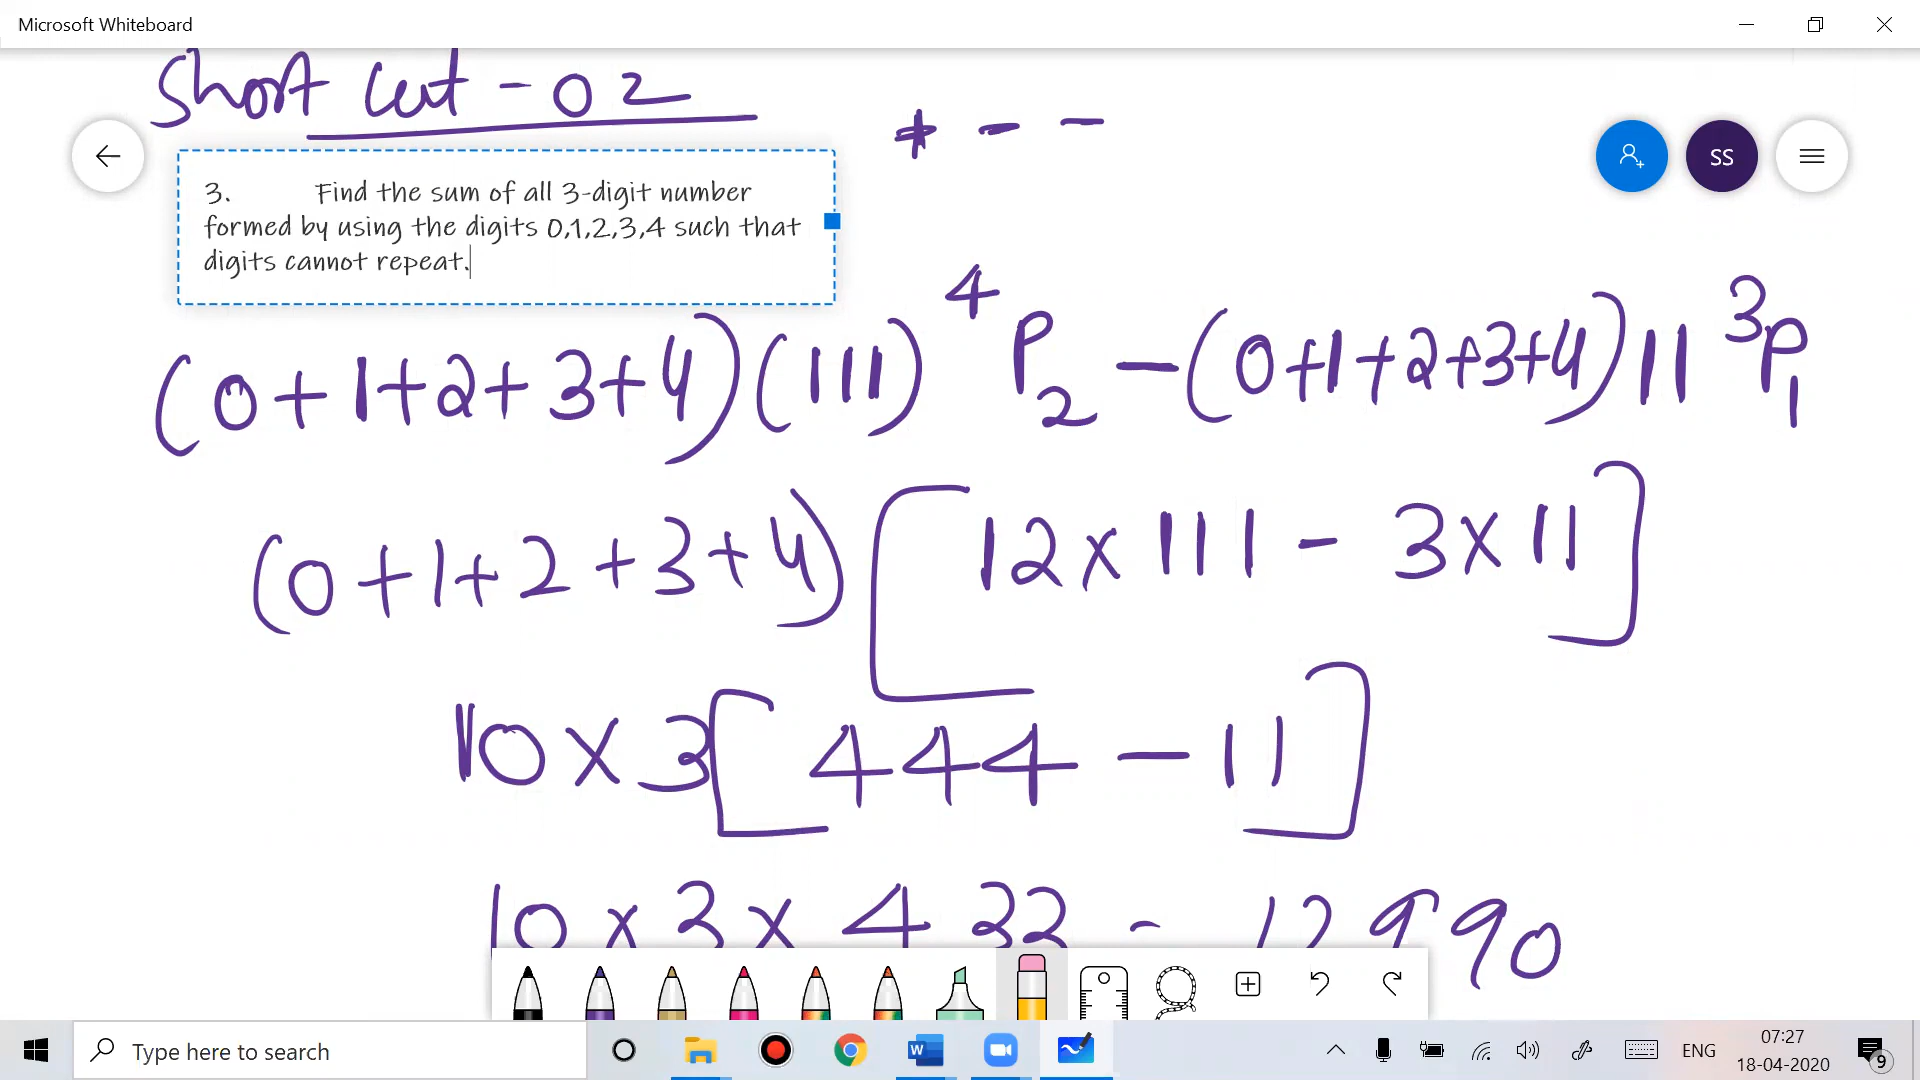 Microsoft Whiteboard
Short Cut - 02
* - -
SS
3. Find the sum of all 3-digit number
formed by using the digits 0,1,2,3,4 such that
digits cannot repeat.
(0+1+2+3+4)(111) ⁴P₂ - (0+1+2+3+4) 11 ³P₁
(0+1+2+3+4) [12 x 111 - 3 x 11]
10 x 3 [444 - 11]
10 x 3 x 433 = 12990
Type here to search
ENG
07:27
18-04-2020
9